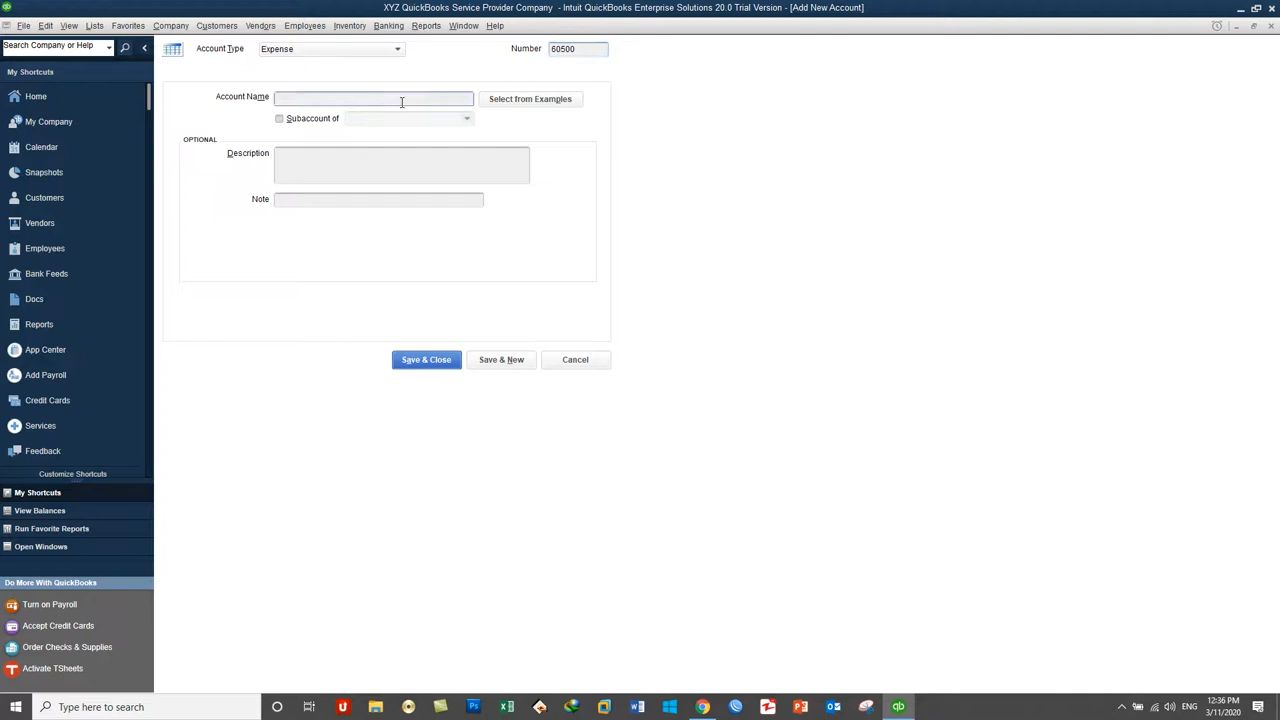 XYZ QuickBooks Service Provider Company - Intuit QuickBooks Enterprise Solutions 20.0 Trial Version - [Add New Account]
File Edit View Lists Favorites Company Customers Vendors Employees Inventory Banking Reports Window Help
Search Company or Help
Account Type Expense Number 60500
My Shortcuts
Home
My Company
Calendar
Snapshots
Customers
Vendors
Employees
Bank Feeds
Docs
Reports
App Center
Add Payroll
Credit Cards
Services
Feedback
Customize Shortcuts
My Shortcuts
View Balances
Run Favorite Reports
Open Windows
Do More With QuickBooks
Turn on Payroll
Accept Credit Cards
Order Checks & Supplies
Activate TSheets
Account Name Select from Examples
Subaccount of
OPTIONAL
Description
Note
Save & Close Save & New Cancel
Type here to search
12:36 PM
3/11/2020